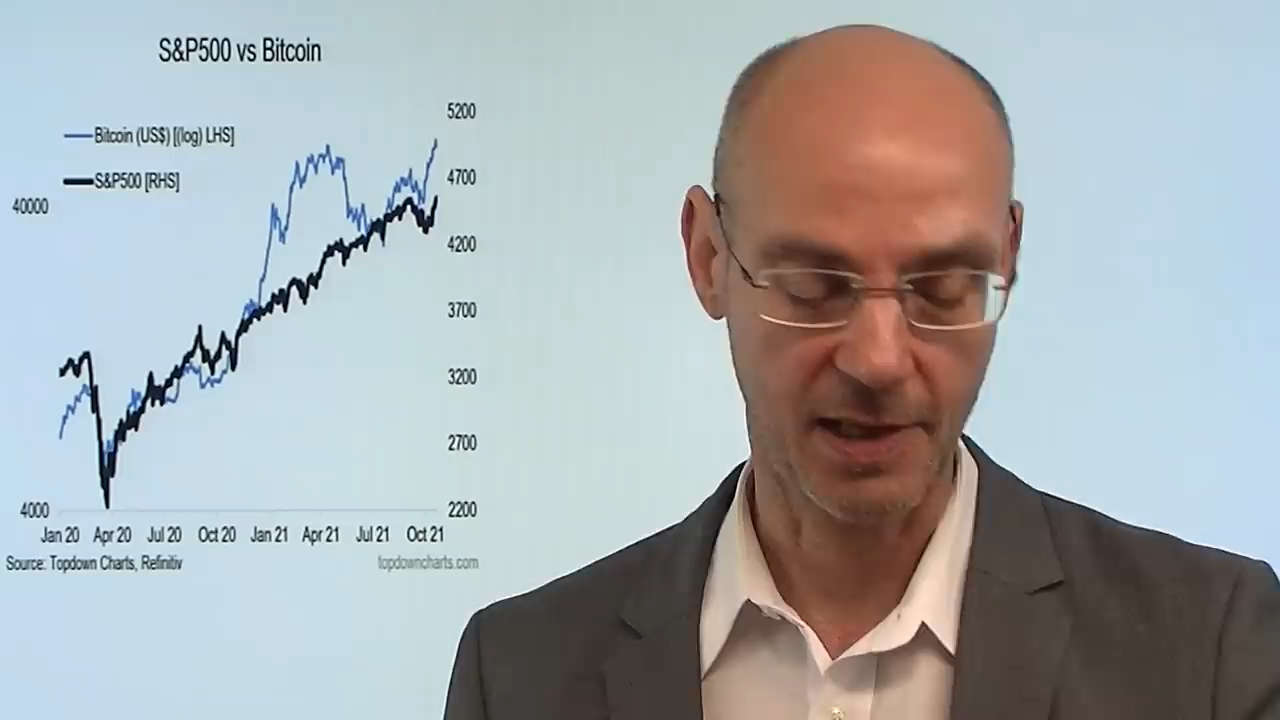 S&P500 vs Bitcoin
Bitcoin (US$) [(log) LHS]
S&P500 [RHS]
40000
4000
5200
4700
4200
3700
3200
2700
2200
Jan 20 Apr 20 Jul 20 Oct 20 Jan 21 Apr 21 Jul 21 Oct 21
Source: Topdown Charts, Refinitiv
topdowncharts.com